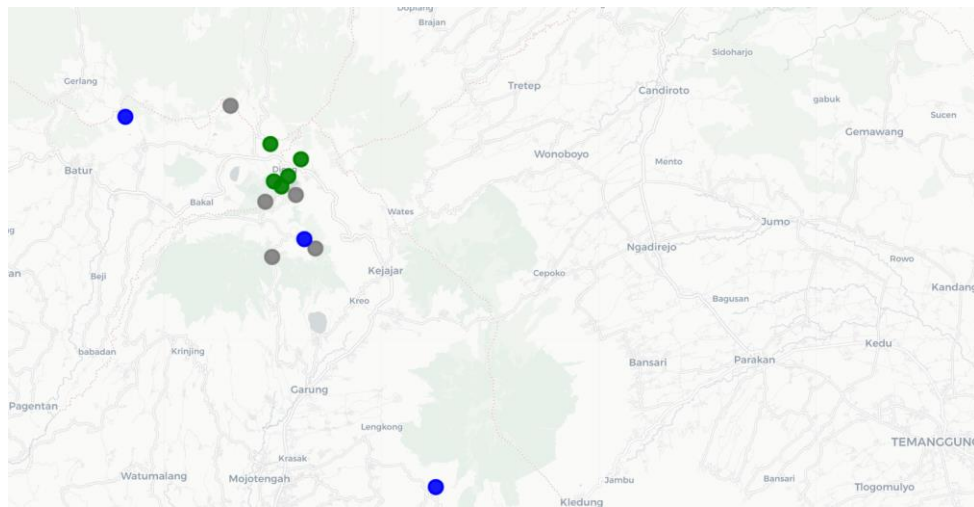 Doplang
Brajan
Sidoharjo
Gerlang
Tretep
Candiroto
gabuk
Sucen
Gemawang
Wonoboyo
Mento
Batur
Bakal
Wates
Jumo
Ngadirejo
Rowo
an
Beji
Kejajar
Cepoko
Kandang
Kreo
Bagusan
babadan
Krinjing
Kedu
Bansari
Parakan
Garung
Pagentan
Lengkong
TEMANGGUNG
Krasak
Watumalang
Mojotengah
Jambu
Bansari
Tlogomulyo
Kledung